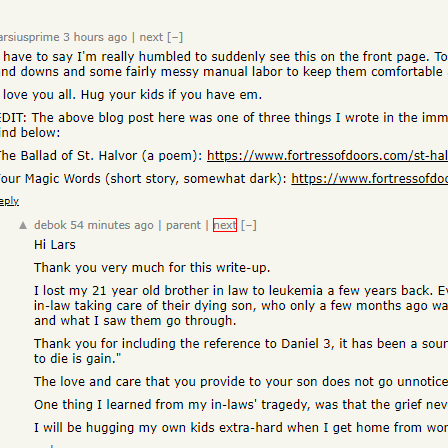 arsiusprime 3 hours ago | next [–]
have to say I'm really humbled to suddenly see this on the front page. To
nd downs and some fairly messy manual labor to keep them comfortable
love you all. Hug your kids if you have em.
EDIT: The above blog post here was one of three things I wrote in the imm
ind below:
The Ballad of St. Halvor (a poem): https://www.fortressofdoors.com/st-hal
Four Magic Words (short story, somewhat dark): https://www.fortressofdoo
eply
▲ debok 54 minutes ago | parent | next [–]
Hi Lars
Thank you very much for this write-up.
I lost my 21 year old brother in law to leukemia a few years back. Ev
in-law taking care of their dying son, who only a few months ago wa
and what I saw them go through.
Thank you for including the reference to Daniel 3, it has been a sour
to die is gain."
The love and care that you provide to your son does not go unnotice
One thing I learned from my in-laws' tragedy, was that the grief nev
I will be hugging my own kids extra-hard when I get home from wor